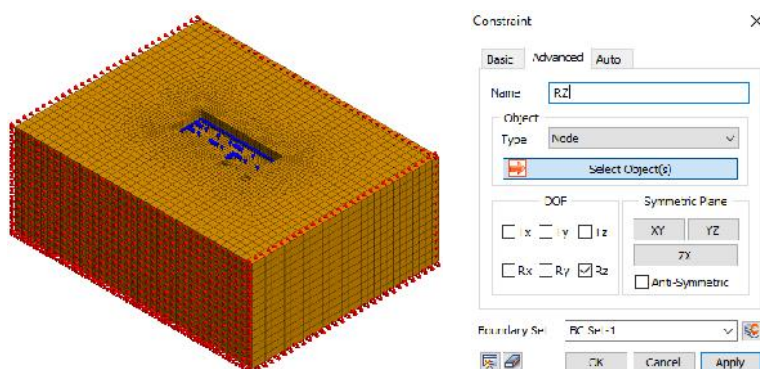 Constraint
Basic Advanced Auto
Name RZ
Object
Type Node
Select Object(s)
DOF Symmetric Plane
Tx Ty Tz XY YZ
ZX
Rx Ry Rz Anti-Symmetric
Boundary Set BC Set-1
OK Cancel Apply